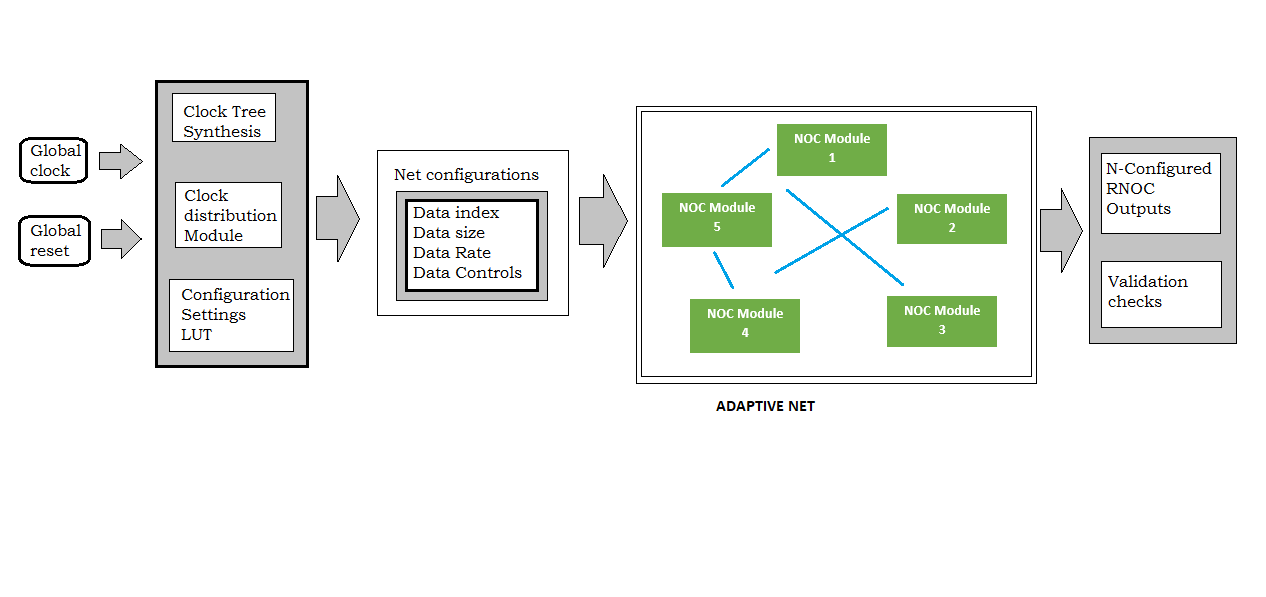 Global
clock
Global
reset
Clock Tree
Synthesis
Clock
distribution
Module
Configuration
Settings
LUT
Net configurations
Data index
Data size
Data Rate
Data Controls
NOC Module
1
NOC Module
5
NOC Module
2
NOC Module
4
NOC Module
3
ADAPTIVE NET
N-Configured
RNOC
Outputs
Validation
checks